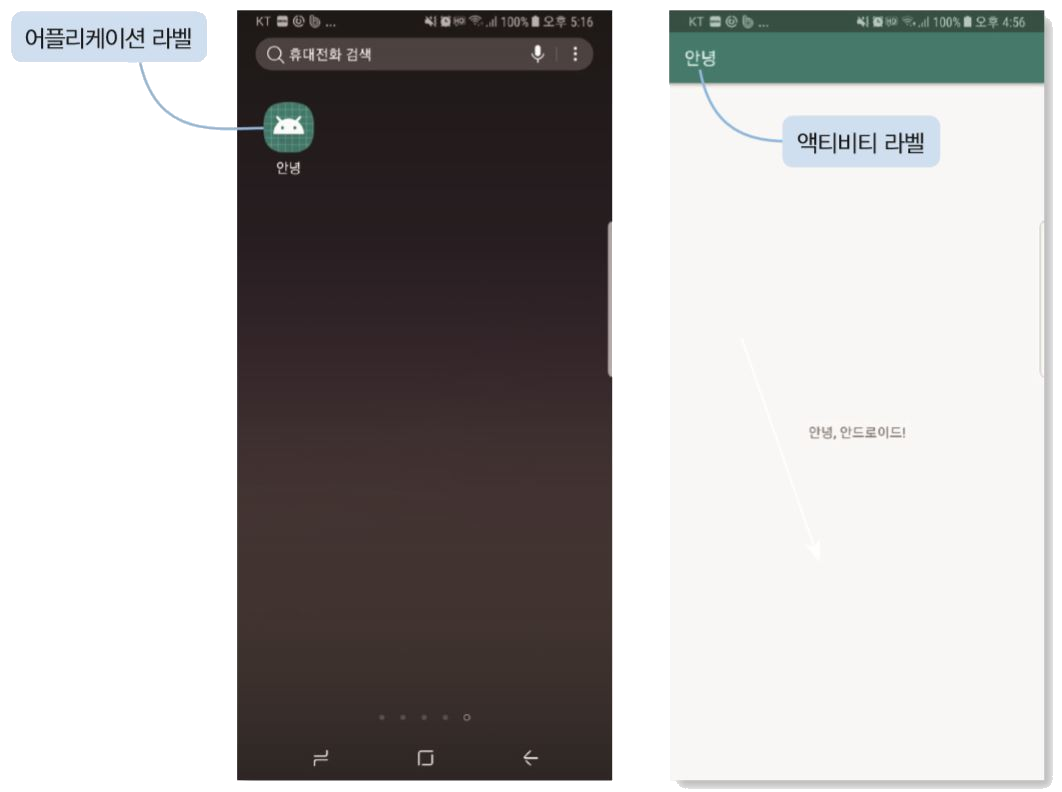 어플리케이션 라벨
KT ... 100% 오후 5:16
휴대전화 검색
안녕
KT ... 100% 오후 4:56
안녕
액티비티 라벨
안녕, 안드로이드!